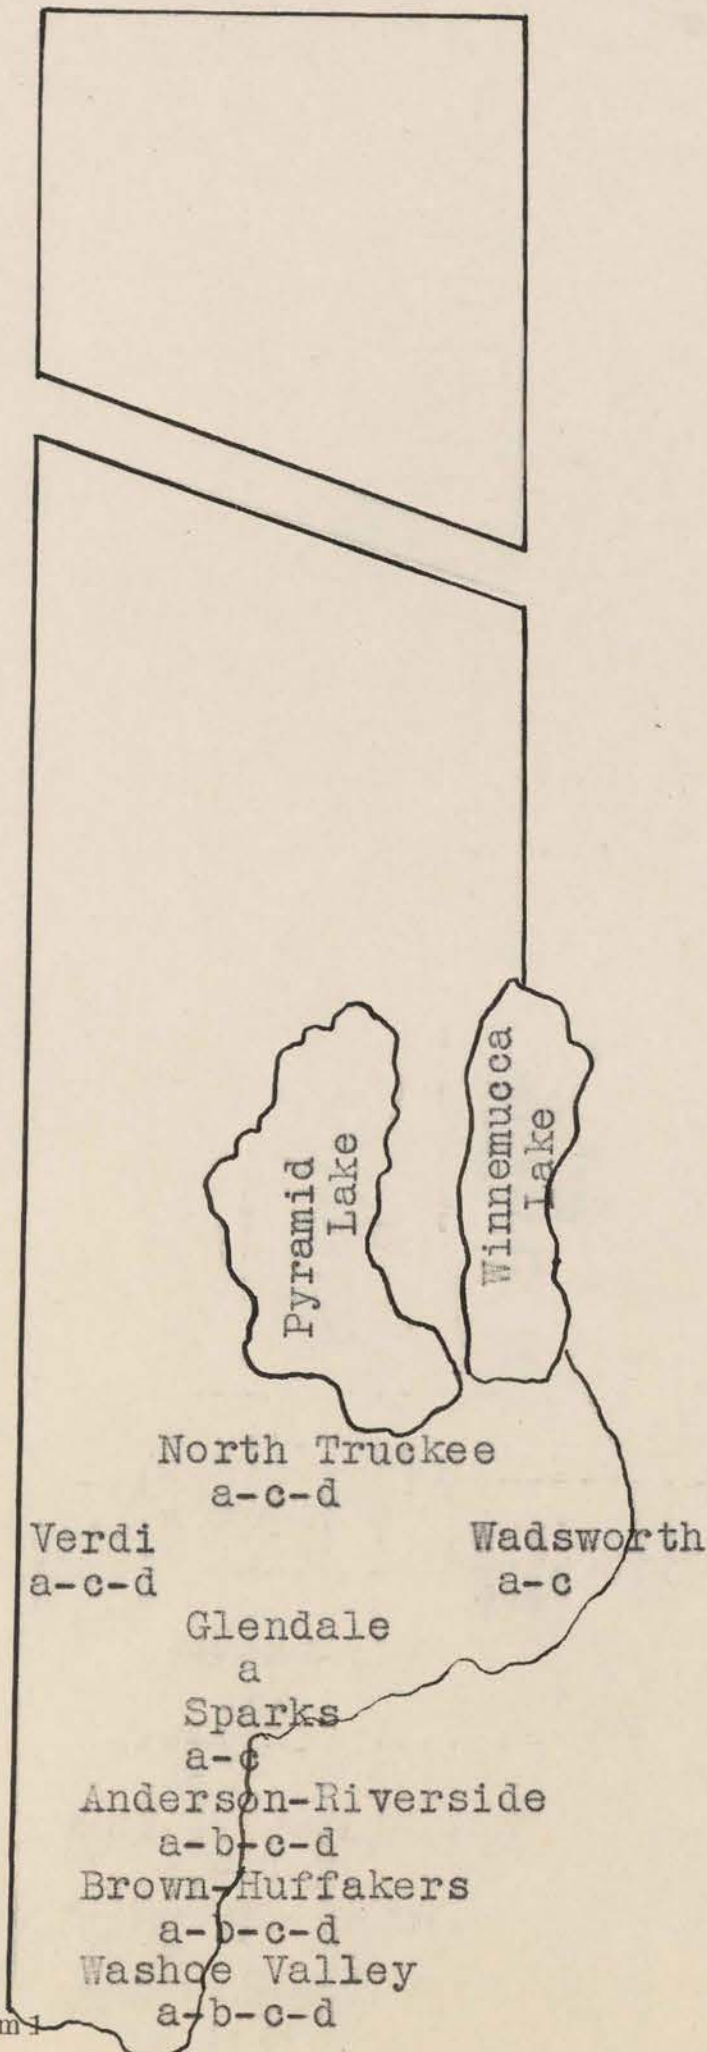 Pyramid
Lake
Winnemucca
Lake
North Truckee
a-c-d
Verdi
a-c-d
Wadsworth
a-c
Glendale
a
Sparks
a-c
Anderson-Riverside
a-b-c-d
Brown-Huffakers
a-b-c-d
Washoe Valley
a-b-c-d